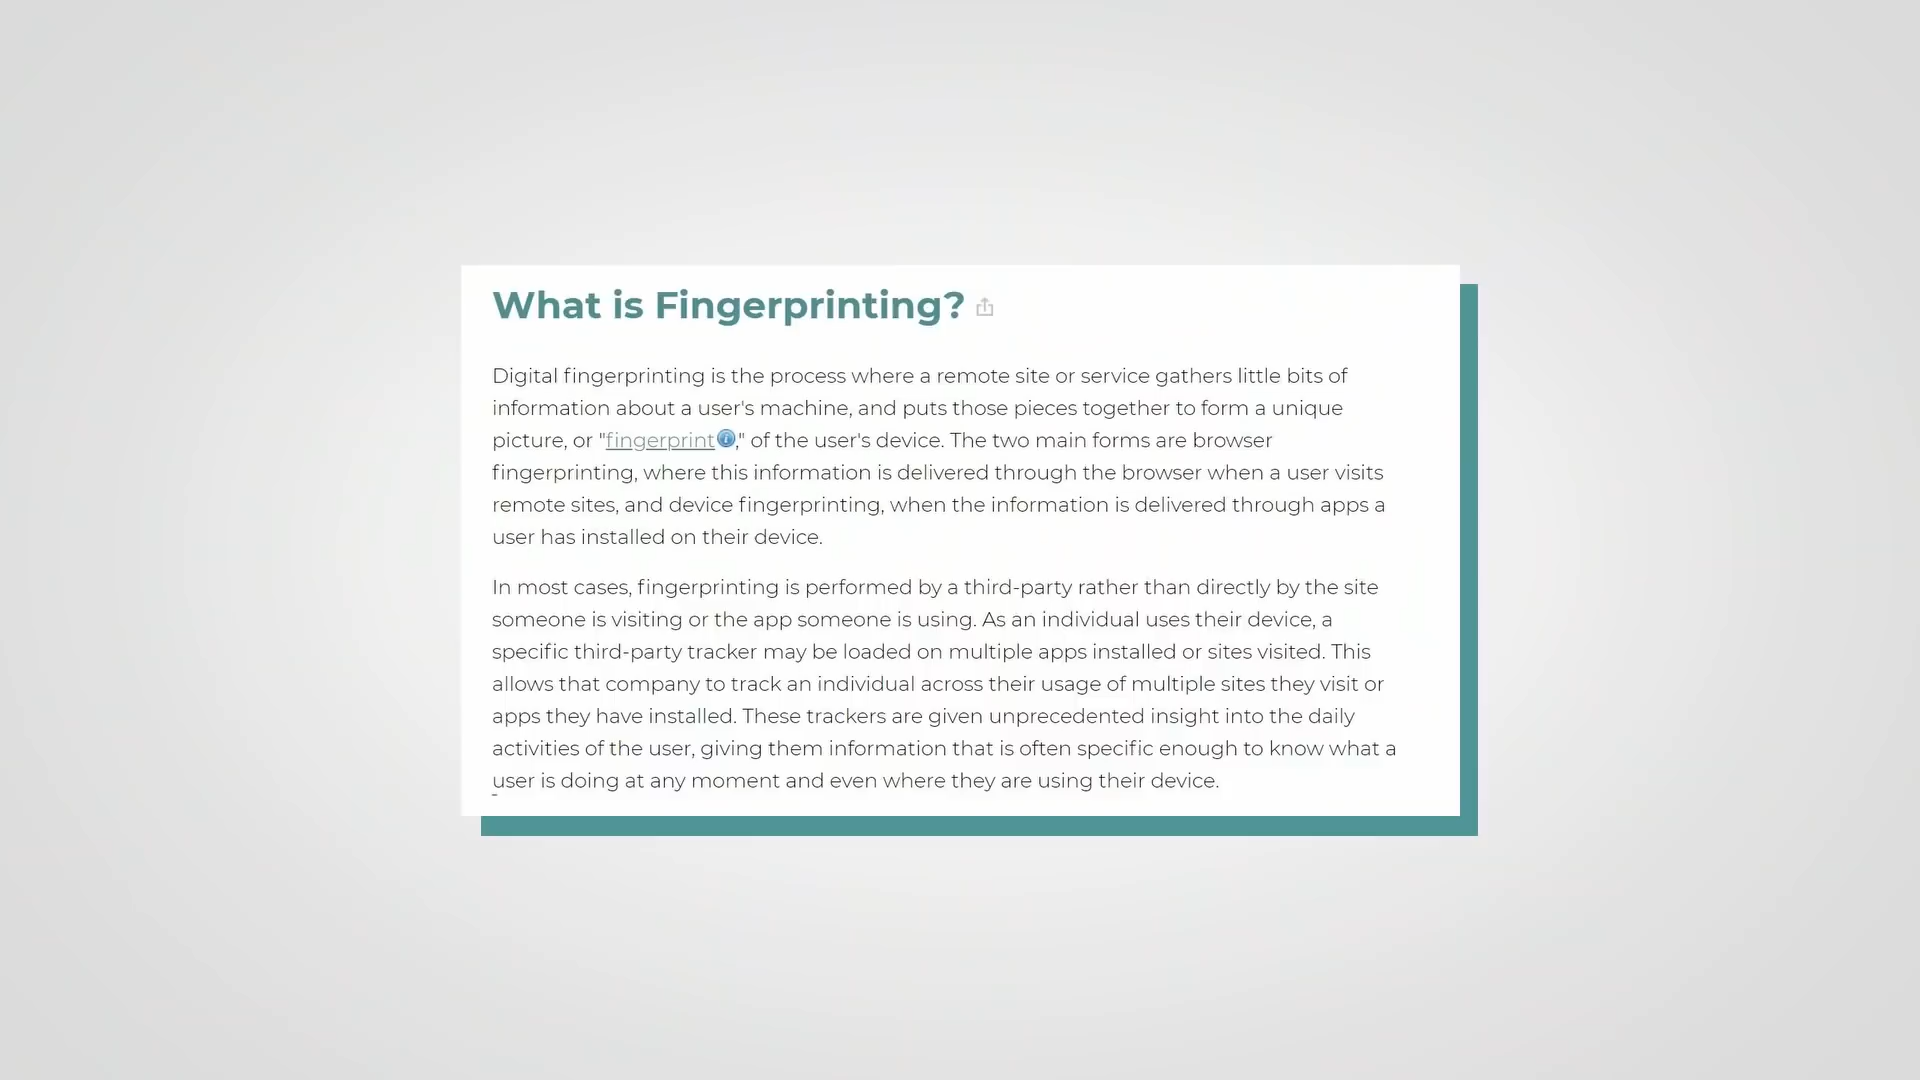 What is Fingerprinting?
Digital fingerprinting is the process where a remote site or service gathers little bits of
information about a user's machine, and puts those pieces together to form a unique
picture, or "fingerprint," of the user's device. The two main forms are browser
fingerprinting, where this information is delivered through the browser when a user visits
remote sites, and device fingerprinting, when the information is delivered through apps a
user has installed on their device.
In most cases, fingerprinting is performed by a third-party rather than directly by the site
someone is visiting or the app someone is using. As an individual uses their device, a
specific third-party tracker may be loaded on multiple apps installed or sites visited. This
allows that company to track an individual across their usage of multiple sites they visit or
apps they have installed. These trackers are given unprecedented insight into the daily
activities of the user, giving them information that is often specific enough to know what a
user is doing at any moment and even where they are using their device.